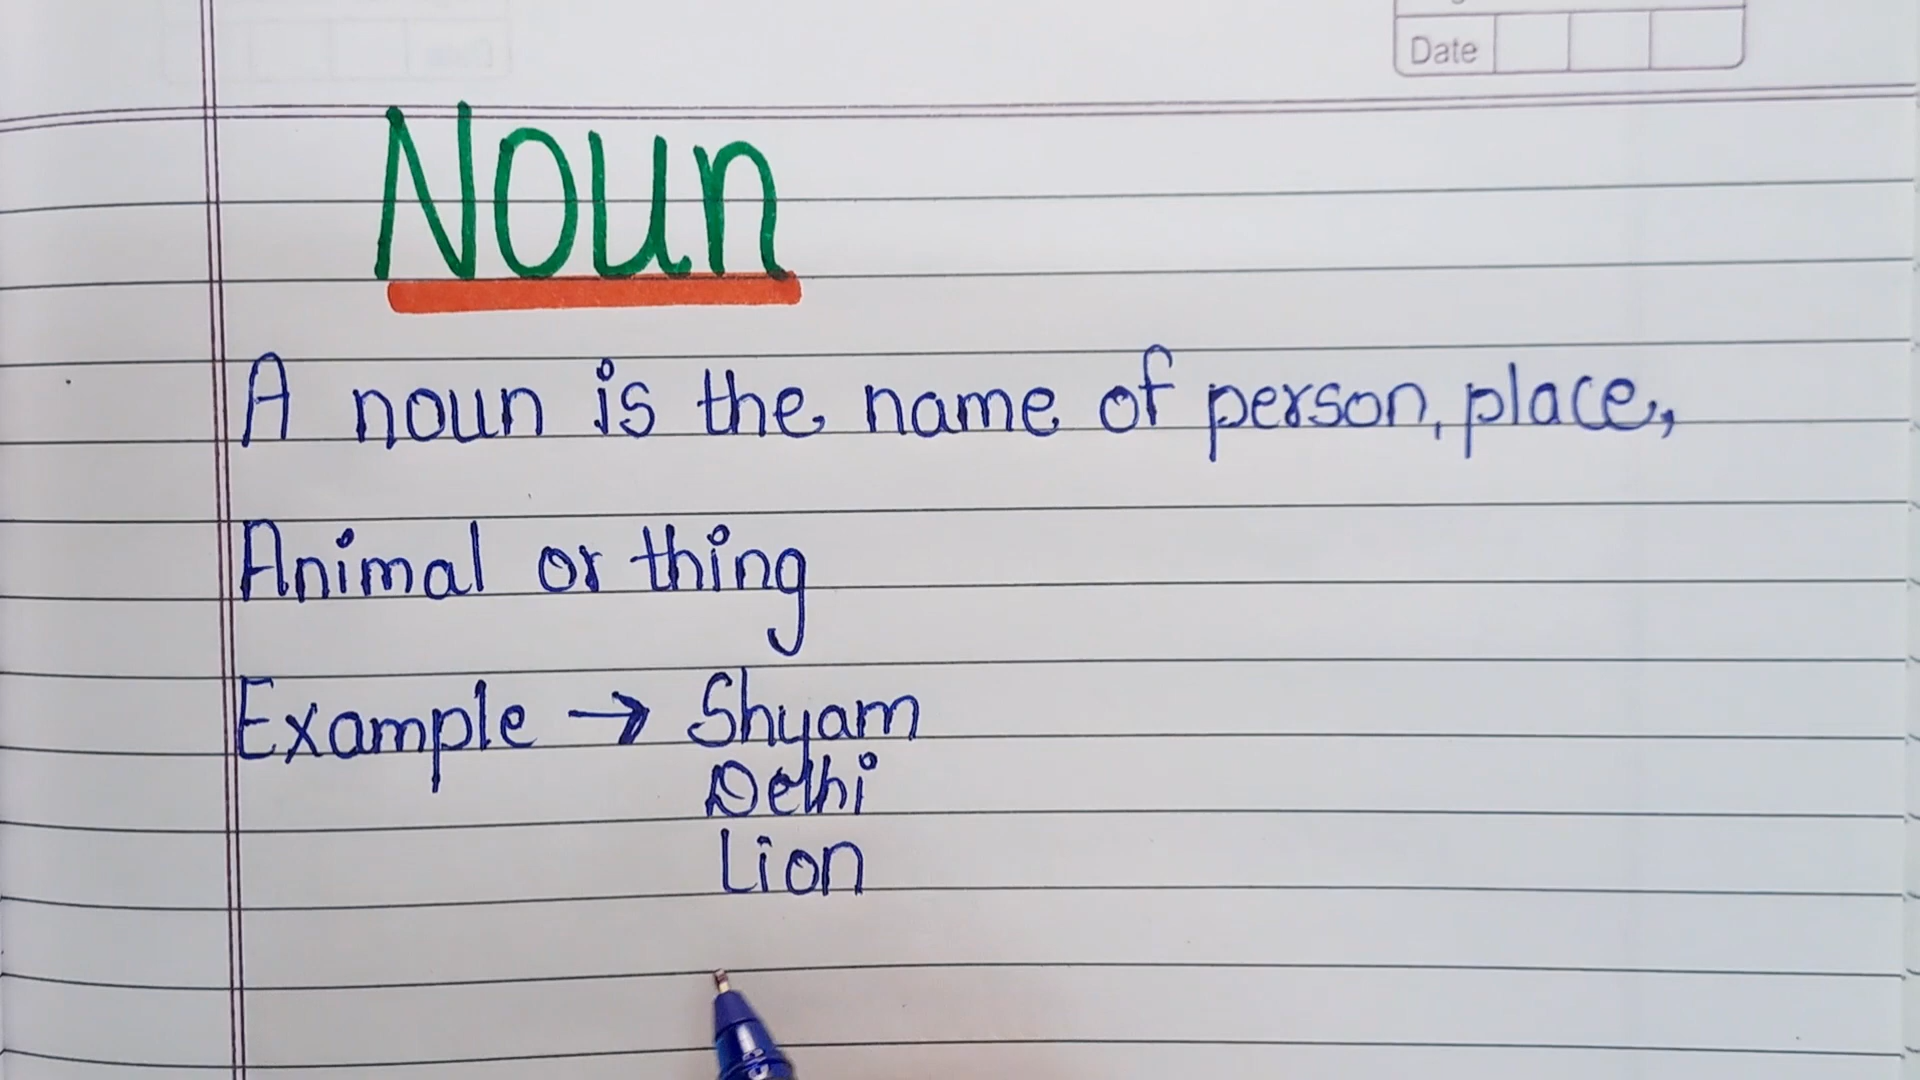 Date
Noun
A noun is the name of person, place,
Animal or thing
Example → Shyam
Delhi
Lion